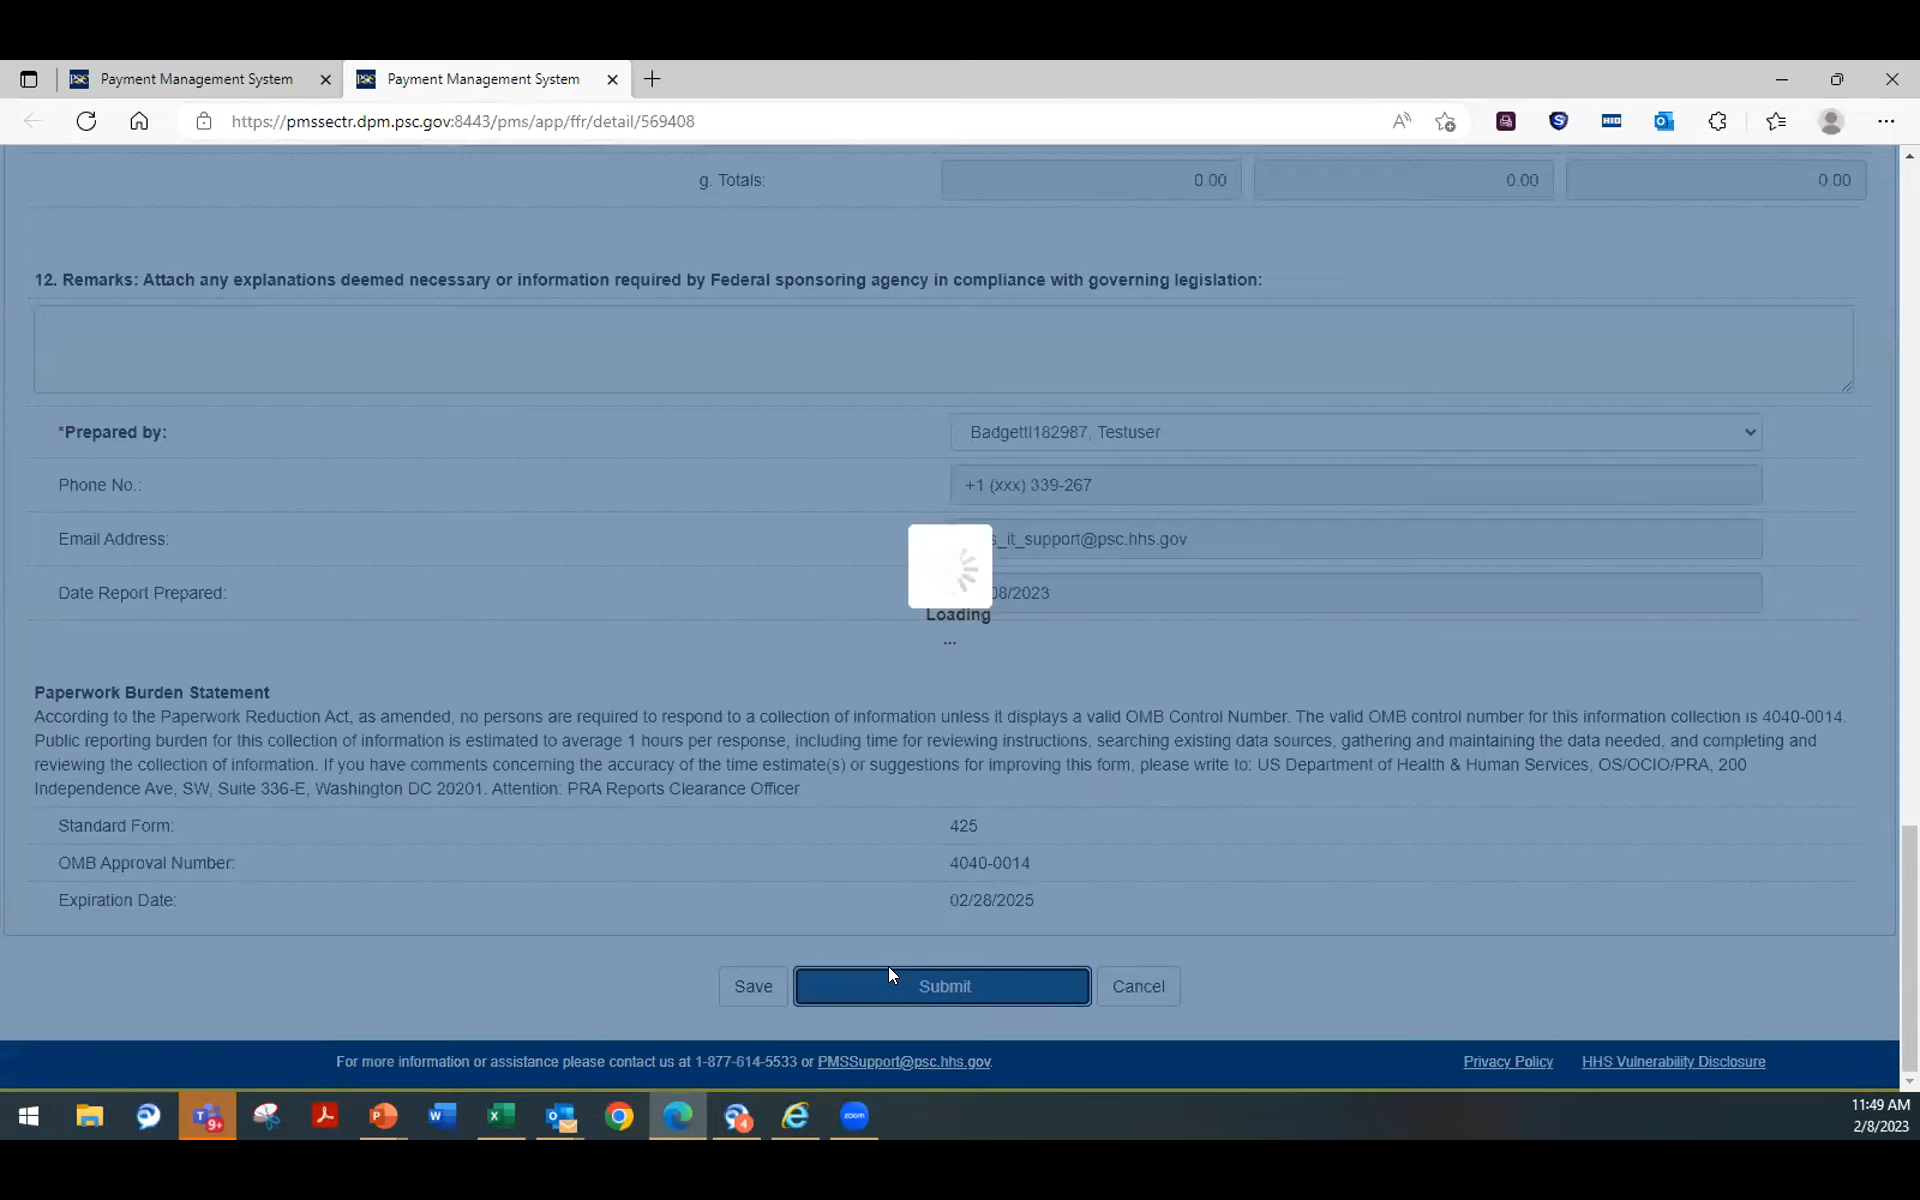 Payment Management System
Payment Management System
https://pmssectr.dpm.psc.gov:8443/pms/app/ffr/detail/569408
g. Totals: 0.00 0.00 0.00
12. Remarks: Attach any explanations deemed necessary or information required by Federal sponsoring agency in compliance with governing legislation:
*Prepared by: Badgettl182987, Testuser
Phone No.: +1 (xxx) 339-267
Email Address: s_it_support@psc.hhs.gov
Date Report Prepared: 08/2023
Loading
...
Paperwork Burden Statement
According to the Paperwork Reduction Act, as amended, no persons are required to respond to a collection of information unless it displays a valid OMB Control Number. The valid OMB control number for this information collection is 4040-0014.
Public reporting burden for this collection of information is estimated to average 1 hours per response, including time for reviewing instructions, searching existing data sources, gathering and maintaining the data needed, and completing and
reviewing the collection of information. If you have comments concerning the accuracy of the time estimate(s) or suggestions for improving this form, please write to: US Department of Health & Human Services, OS/OCIO/PRA, 200
Independence Ave, SW, Suite 336-E, Washington DC 20201. Attention: PRA Reports Clearance Officer
Standard Form: 425
OMB Approval Number: 4040-0014
Expiration Date: 02/28/2025
Save Submit Cancel
For more information or assistance please contact us at 1-877-614-5533 or PMSSupport@psc.hhs.gov. Privacy Policy HHS Vulnerability Disclosure
11:49 AM
2/8/2023